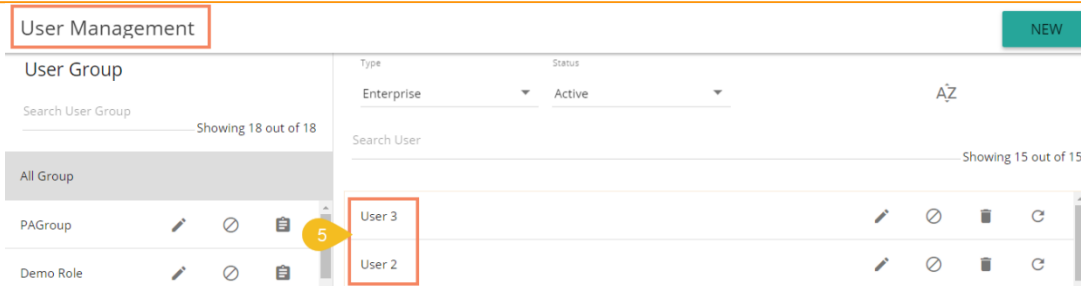 User Management
NEW
User Group
Search User Group
Showing 18 out of 18
All Group
PAGroup
Demo Role
Type
Enterprise
Status
Active
AZ
Search User
Showing 15 out of 15
5
User 3
User 2